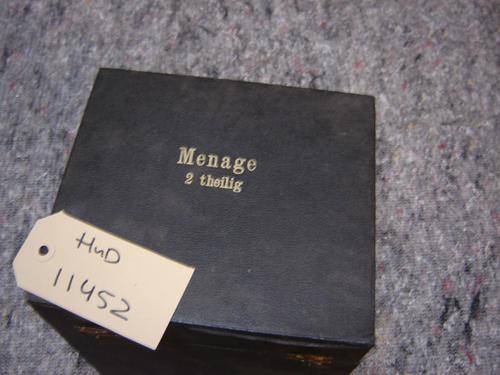 Menage
2 theilig
HuD
11452